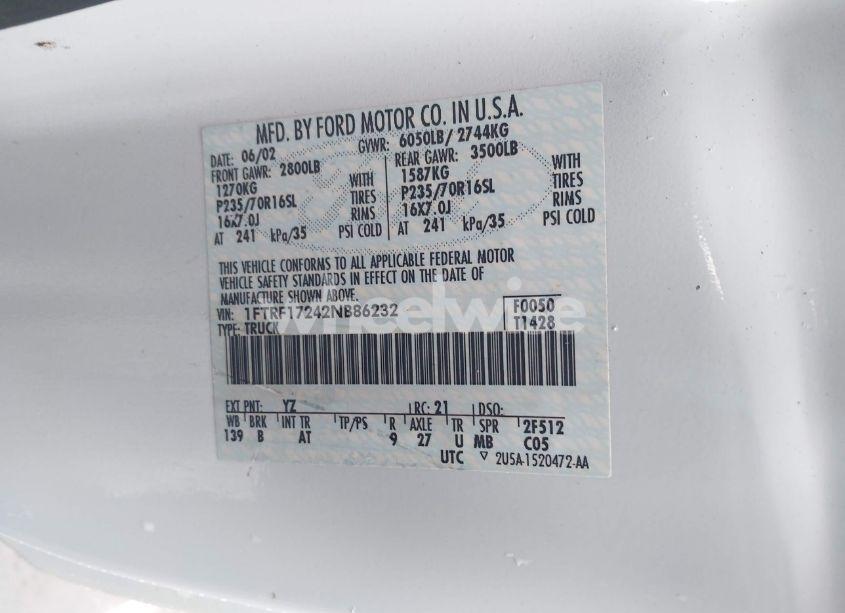 MFD. BY FORD MOTOR CO. IN U.S.A.
DATE: 06/02 GVWR: 6050LB/2744KG
FRONT GAWR: 2800LB REAR GAWR: 3500LB
1270KG WITH 1587KG WITH
P235/70R16SL TIRES P235/70R16SL TIRES
16X7.0J RIMS 16X7.0J RIMS
AT 241 kPa/35 PSI COLD AT 241 kPa/35 PSI COLD
THIS VEHICLE CONFORMS TO ALL APPLICABLE FEDERAL MOTOR
VEHICLE SAFETY STANDARDS IN EFFECT ON THE DATE OF
MANUFACTURE SHOWN ABOVE.
VIN: 1FTRF17242NB86232 F0050
TYPE: TRUCK T1428
wheelwise
EXT PNT: YZ RC: 21 DSO:
WB BRK INT TR TP/PS R AXLE TR SPR 2F512
139 B AT 9 27 U MB C05
UTC ▽ 2USA-1520472-AA